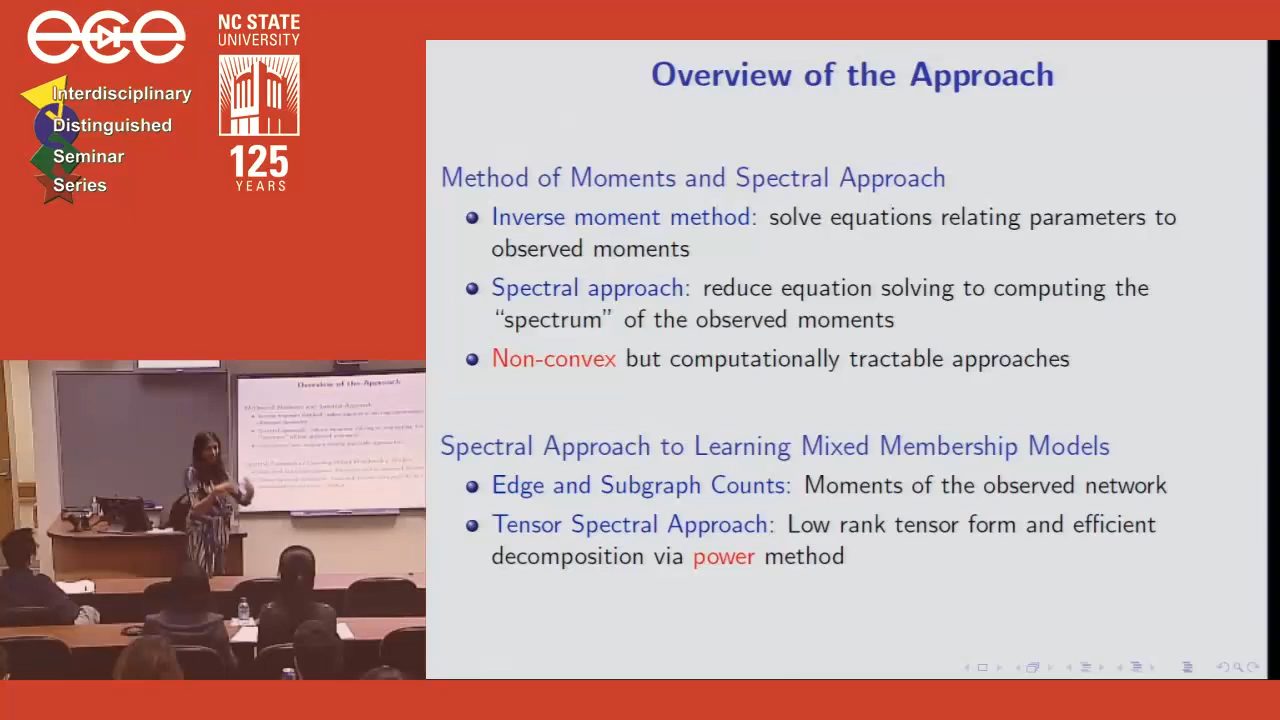 ece
NC STATE
UNIVERSITY
Interdisciplinary
Distinguished
Seminar
Series
125
YEARS
Overview of the Approach
Method of Moments and Spectral Approach
Inverse moment method: solve equations relating parameters to
observed moments
Spectral approach: reduce equation solving to computing the
“spectrum” of the observed moments
Non-convex but computationally tractable approaches
Spectral Approach to Learning Mixed Membership Models
Edge and Subgraph Counts: Moments of the observed network
Tensor Spectral Approach: Low rank tensor form and efficient
decomposition via power method
Overview of the Approach